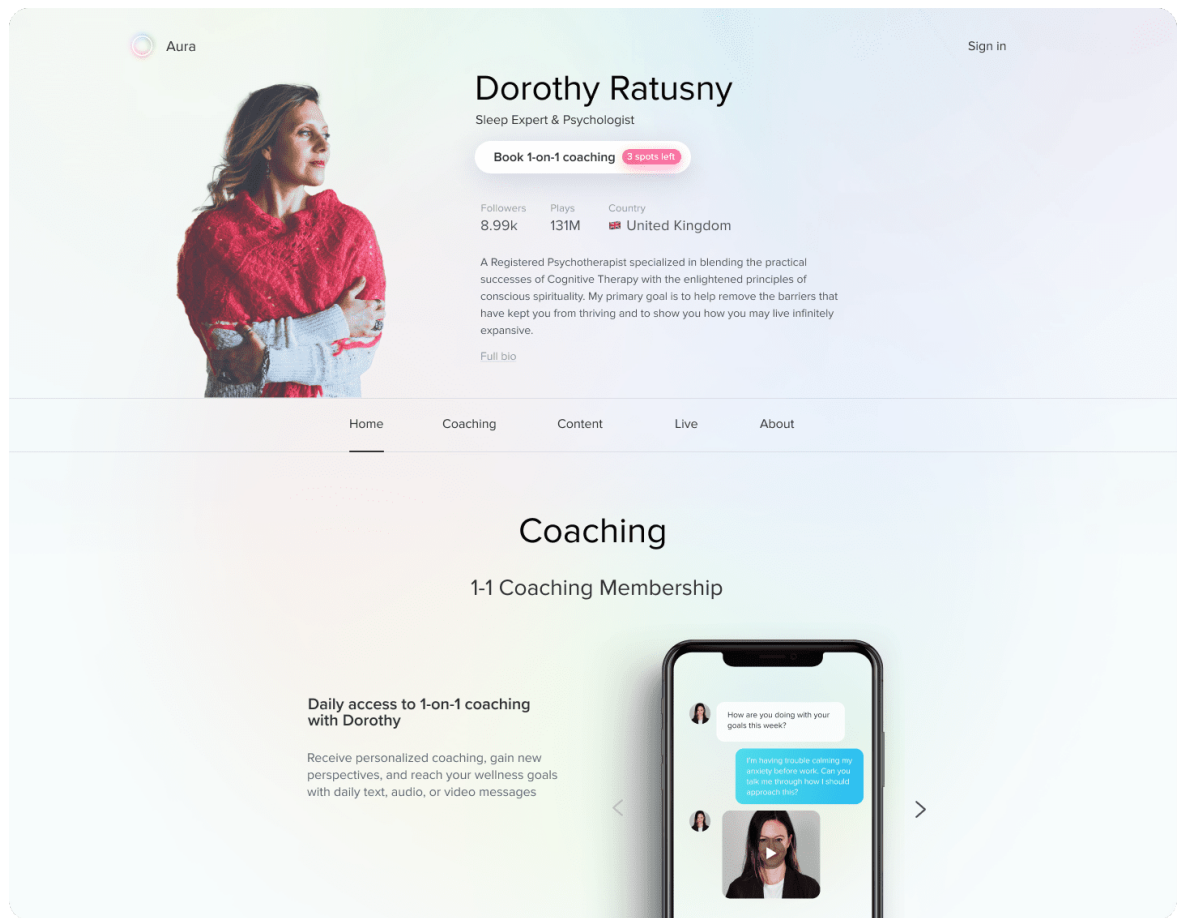 Aura
Sign in
Dorothy Ratusny
Sleep Expert & Psychologist
Book 1-on-1 coaching 3 spots left
Followers Plays Country
8.99k 131M United Kingdom
A Registered Psychotherapist specialized in blending the practical
successes of Cognitive Therapy with the enlightened principles of
conscious spirituality. My primary goal is to help remove the barriers that
have kept you from thriving and to show you how you may live infinitely
expansive.
Full bio
Home Coaching Content Live About
Coaching
1-1 Coaching Membership
Daily access to 1-on-1 coaching
with Dorothy
Receive personalized coaching, gain new
perspectives, and reach your wellness goals
with daily text, audio, or video messages
How are you doing with your
goals this week?
I'm having trouble calming my
anxiety before work. Can you
talk me through how I should
approach this?